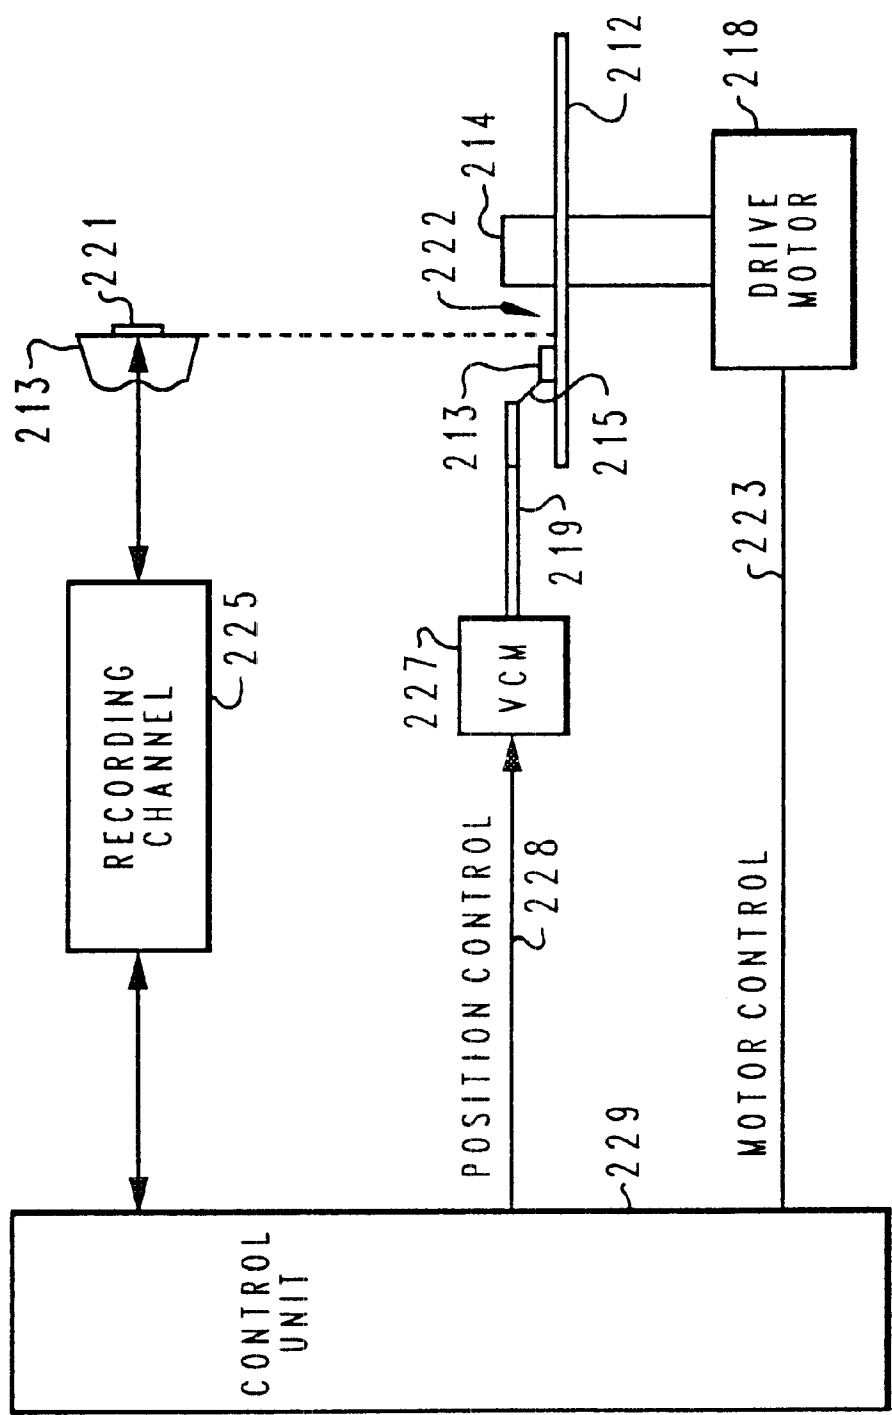 213
221
RECORDING
CHANNEL
225
222
214
212
213
215
219
227
VCM
218
DRIVE
MOTOR
POSITION CONTROL
228
223
MOTOR CONTROL
229
CONTROL
UNIT